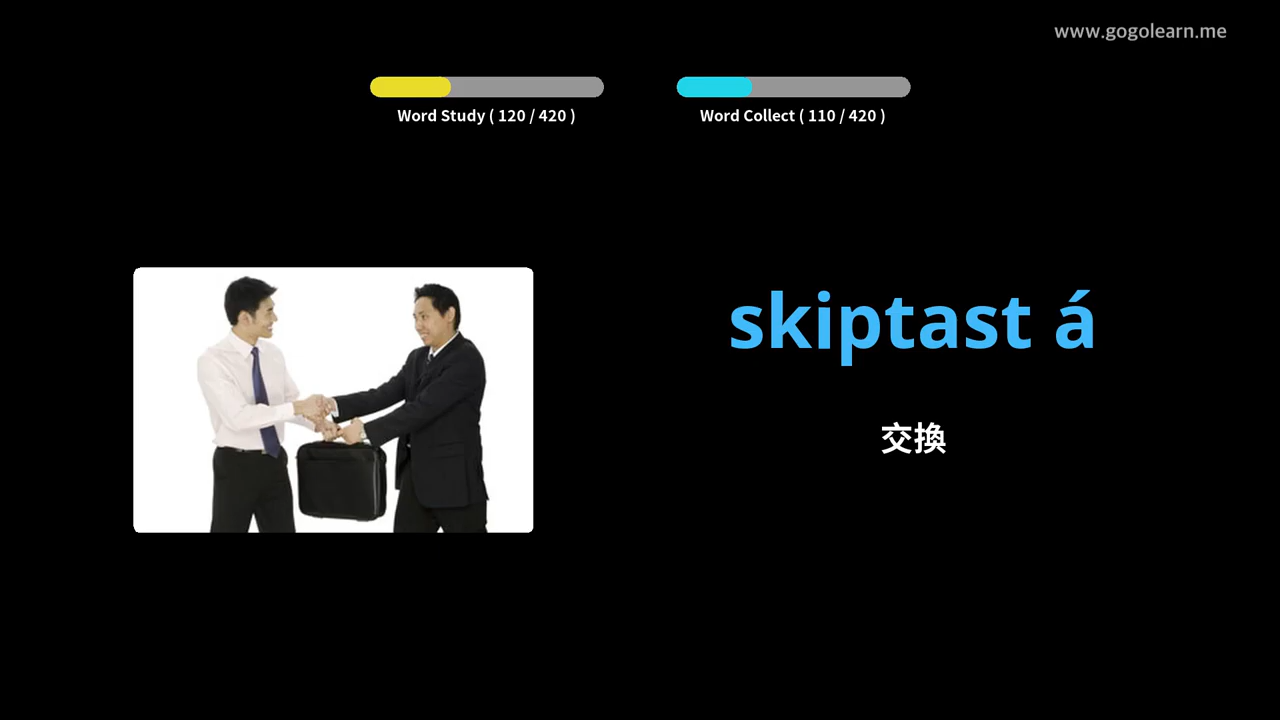 www.gogolearn.me
Word Study ( 120 / 420 )
Word Collect ( 110 / 420 )
skiptast á
交換